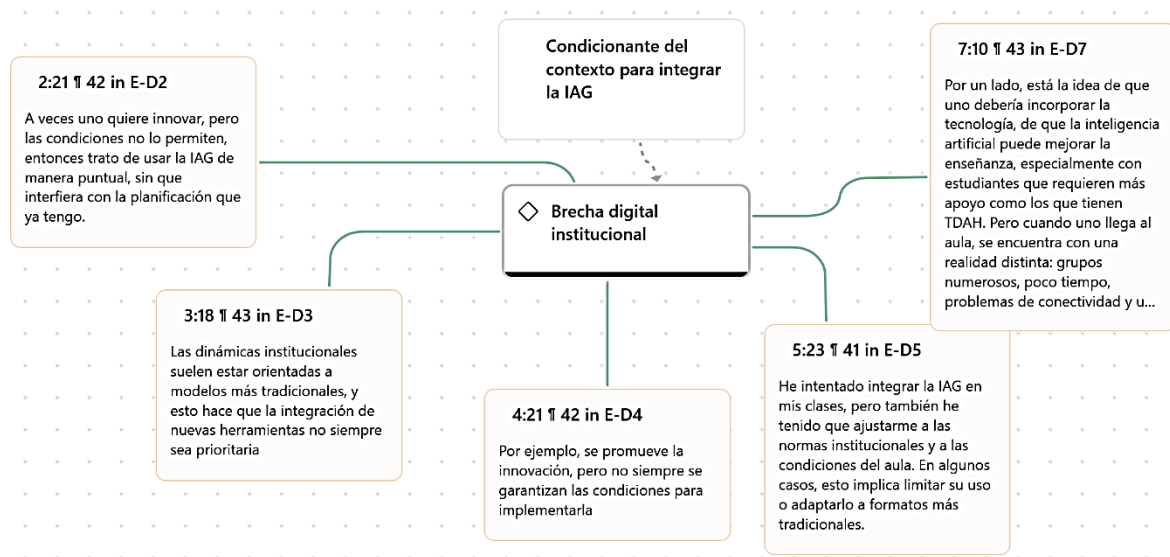 Condicionante del
contexto para integrar
la IAG
Brecha digital
institucional
2:21 ¶ 42 in E-D2
A veces uno quiere innovar, pero
las condiciones no lo permiten,
entonces trato de usar la IAG de
manera puntual, sin que
interfiera con la planificación que
ya tengo.
3:18 ¶ 43 in E-D3
Las dinámicas institucionales
suelen estar orientadas a
modelos más tradicionales, y
esto hace que la integración de
nuevas herramientas no siempre
sea prioritaria
4:21 ¶ 42 in E-D4
Por ejemplo, se promueve la
innovación, pero no siempre se
garantizan las condiciones para
implementarla
5:23 ¶ 41 in E-D5
He intentado integrar la IAG en
mis clases, pero también he
tenido que ajustarme a las
normas institucionales y a las
condiciones del aula. En algunos
casos, esto implica limitar su uso
o adaptarlo a formatos más
tradicionales.
7:10 ¶ 43 in E-D7
Por un lado, está la idea de que
uno debería incorporar la
tecnología, de que la inteligencia
artificial puede mejorar la
enseñanza, especialmente con
estudiantes que requieren más
apoyo como los que tienen
TDAH. Pero cuando uno llega al
aula, se encuentra con una
realidad distinta: grupos
numerosos, poco tiempo,
problemas de conectividad y u...